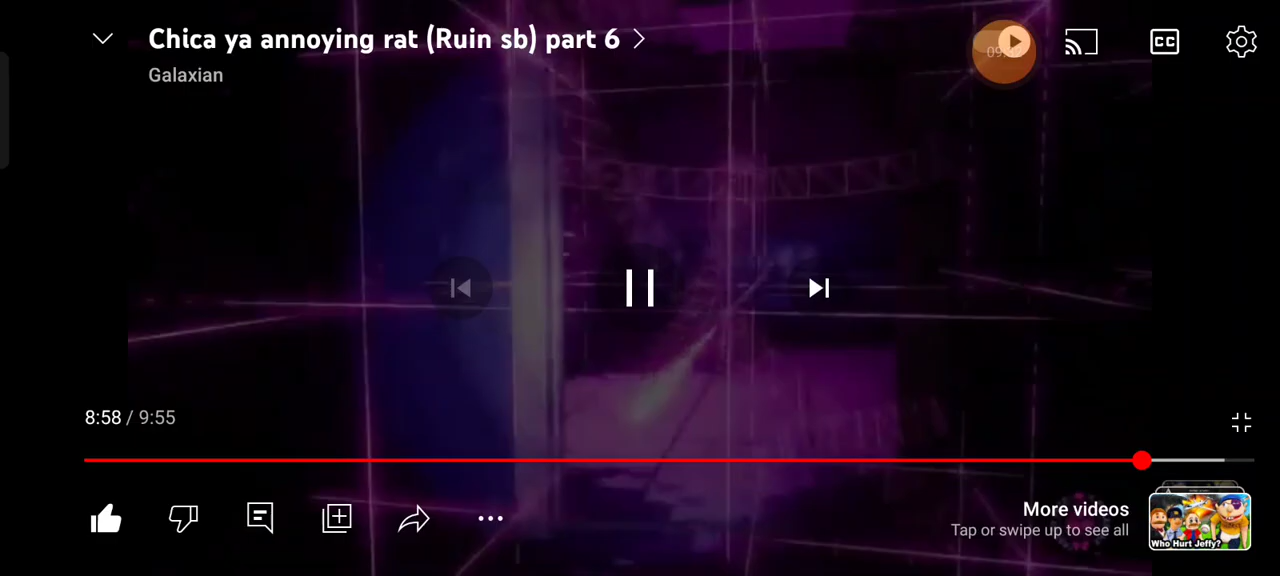 Chica ya annoying rat (Ruin sb) part 6
Galaxian
CC
8:58 / 9:55
More videos
Tap or swipe up to see all
Who Hurt Jeffy?